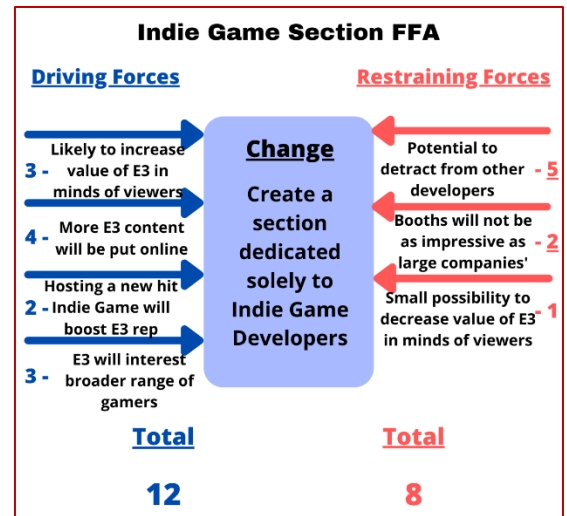 Indie Game Section FFA
Driving Forces
3 -
Likely to increase
value of E3 in
minds of viewers
4 -
More E3 content
will be put online
2 -
Hosting a new hit
Indie Game will
boost E3 rep
3 -
E3 will interest
broader range of
gamers
Total
12
Change
Create a
section
dedicated
solely to
Indie Game
Developers
Restraining Forces
Potential to
detract from other
developers
- 5
Booths will not be
as impressive as
large companies'
- 2
Small possibility to
decrease value of E3
in minds of viewers
- 1
Total
8